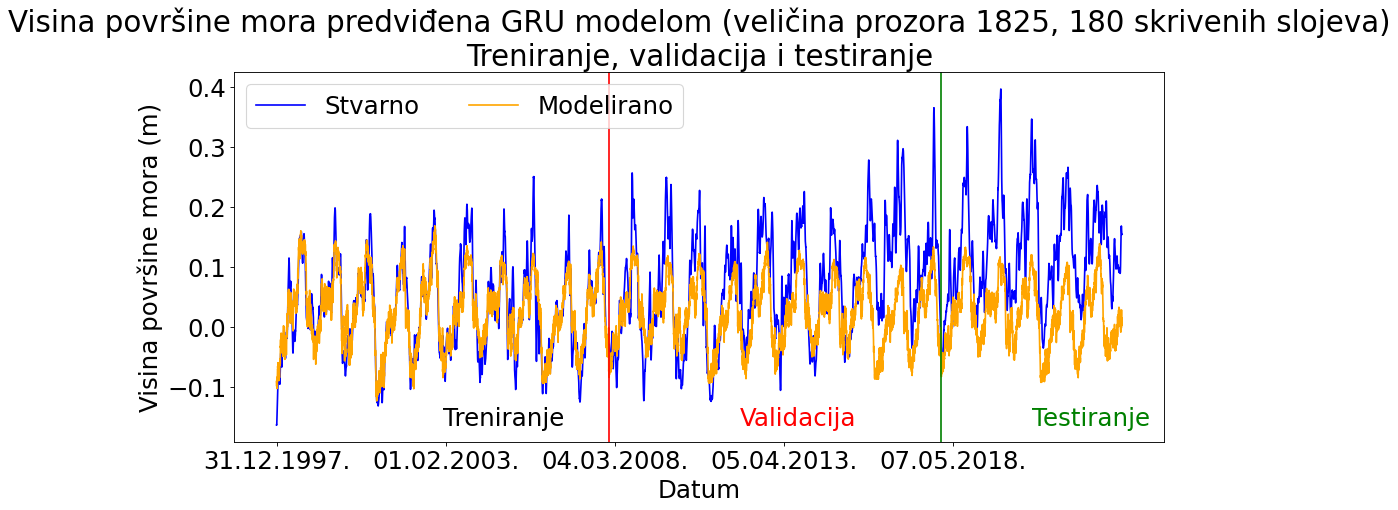 Visina površine mora predviđena GRU modelom (veličina prozora 1825, 180 skrivenih slojeva)
Treniranje, validacija i testiranje
Stvarno
Modelirano
Visina površine mora (m)
0.4
0.3
0.2
0.1
0.0
−0.1
Treniranje
Validacija
Testiranje
31.12.1997.
01.02.2003.
04.03.2008.
05.04.2013.
07.05.2018.
Datum